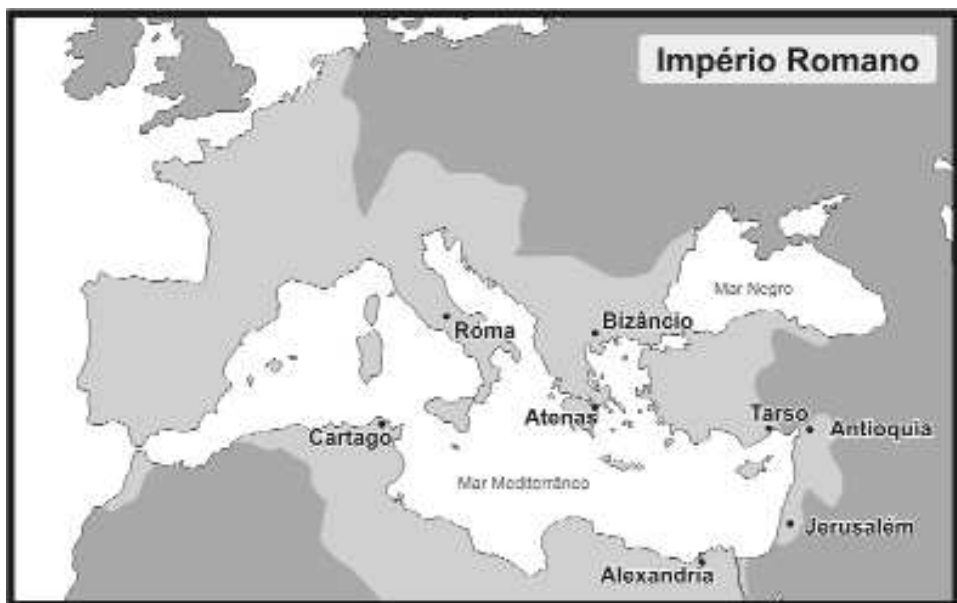 Império Romano
Mar Negro
Roma
Bizâncio
Atenas
Tarso
Antioquia
Cartago
Mar Mediterrâneo
Jerusalém
Alexandria